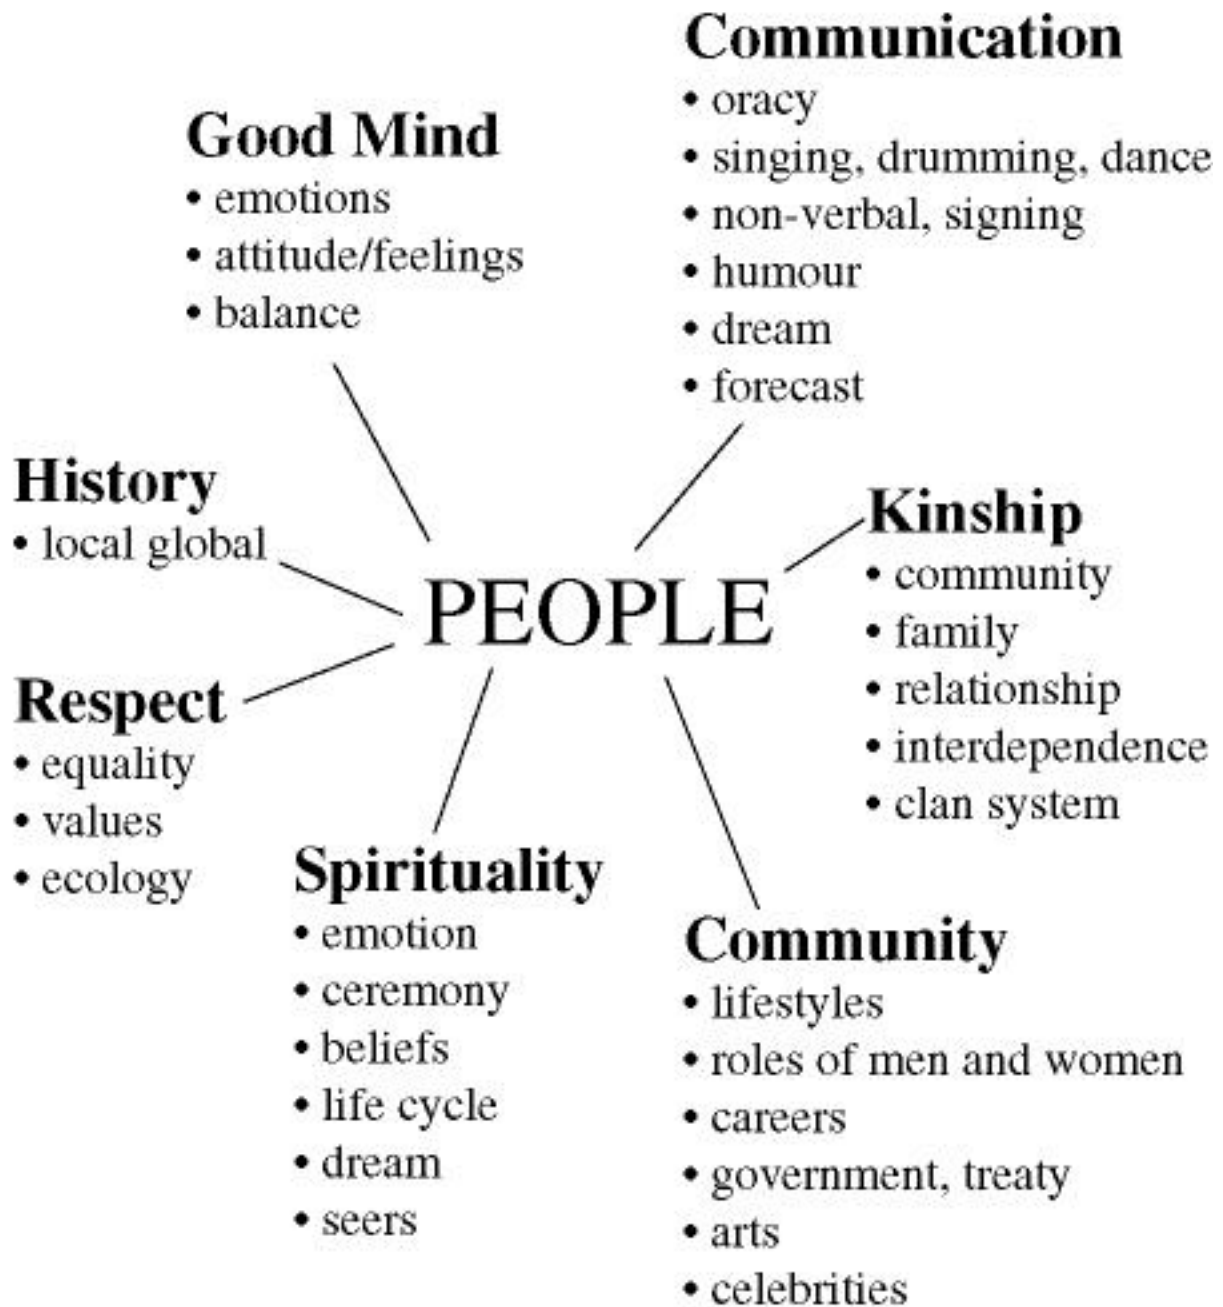 Communication
• oracy
• singing, drumming, dance
• non-verbal, signing
• humour
• dream
• forecast
Good Mind
• emotions
• attitude/feelings
• balance
History
• local global
Kinship
• community
• family
• relationship
• interdependence
• clan system
PEOPLE
Respect
• equality
• values
• ecology
Spirituality
• emotion
• ceremony
• beliefs
• life cycle
• dream
• seers
Community
• lifestyles
• roles of men and women
• careers
• government, treaty
• arts
• celebrities